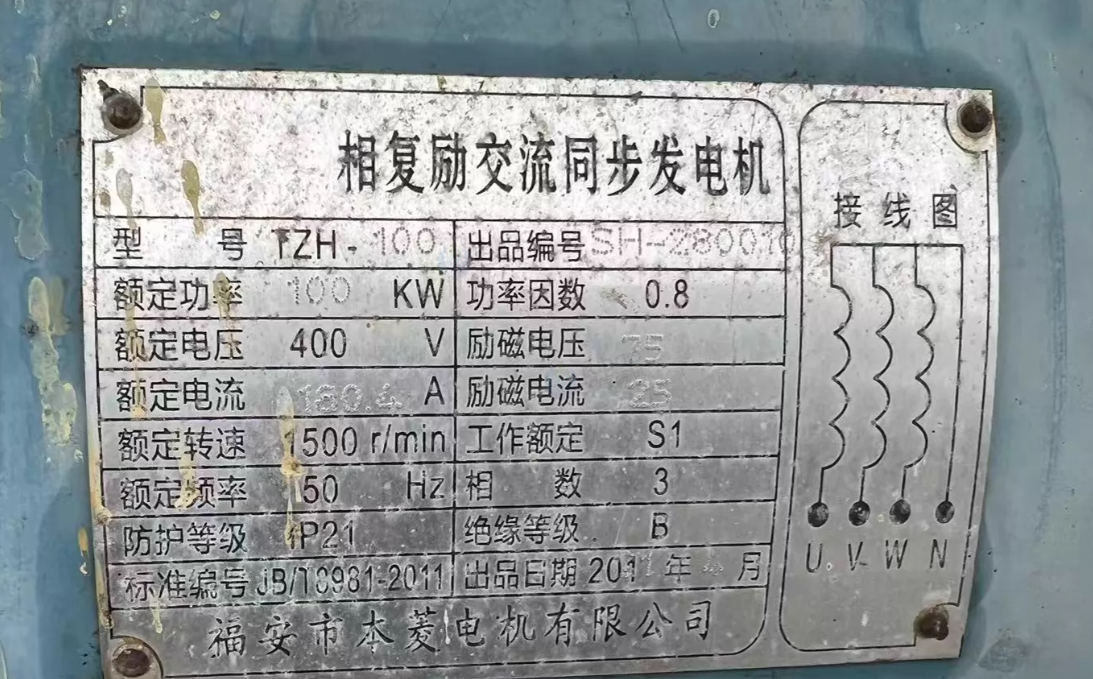 相复励交流同步发电机
型 号 TZH-100 出品编号 SH-280010
额定功率 100 KW 功率因数 0.8
额定电压 400 V 励磁电压 75
额定电流 180.4 A 励磁电流 25
额定转速 1500 r/min 工作额定 S1
额定频率 50 Hz 相 数 3
防护等级 IP21 绝缘等级 B
标准编号 JB/T8981-2011 出品日期 201 年 月
福安市本菱电机有限公司
接线图
U. V. W N